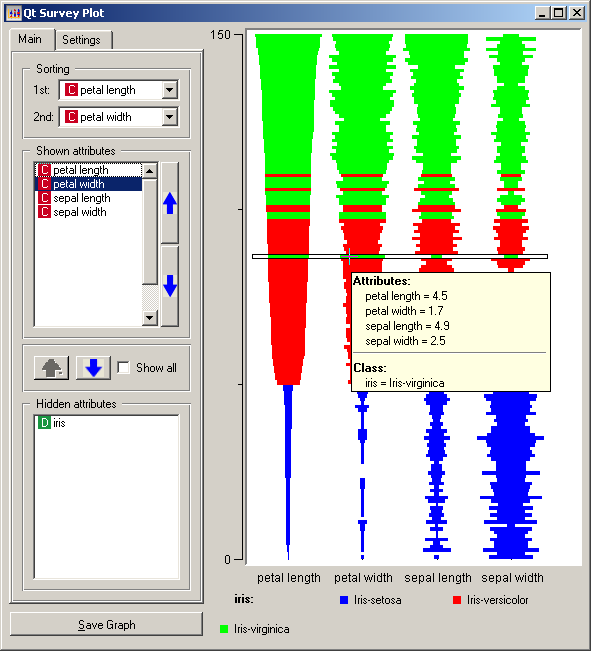 Qt Survey Plot
Main
Settings
Sorting
1st:
C petal length
2nd:
C petal width
Shown attributes
C petal length
C petal width
C sepal length
C sepal width
Show all
Hidden attributes
D iris
Save Graph
150
0
Attributes:
petal length = 4.5
petal width = 1.7
sepal length = 4.9
sepal width = 2.5
Class:
iris = Iris-virginica
petal length petal width sepal length sepal width
iris: Iris-setosa Iris-versicolor
Iris-virginica